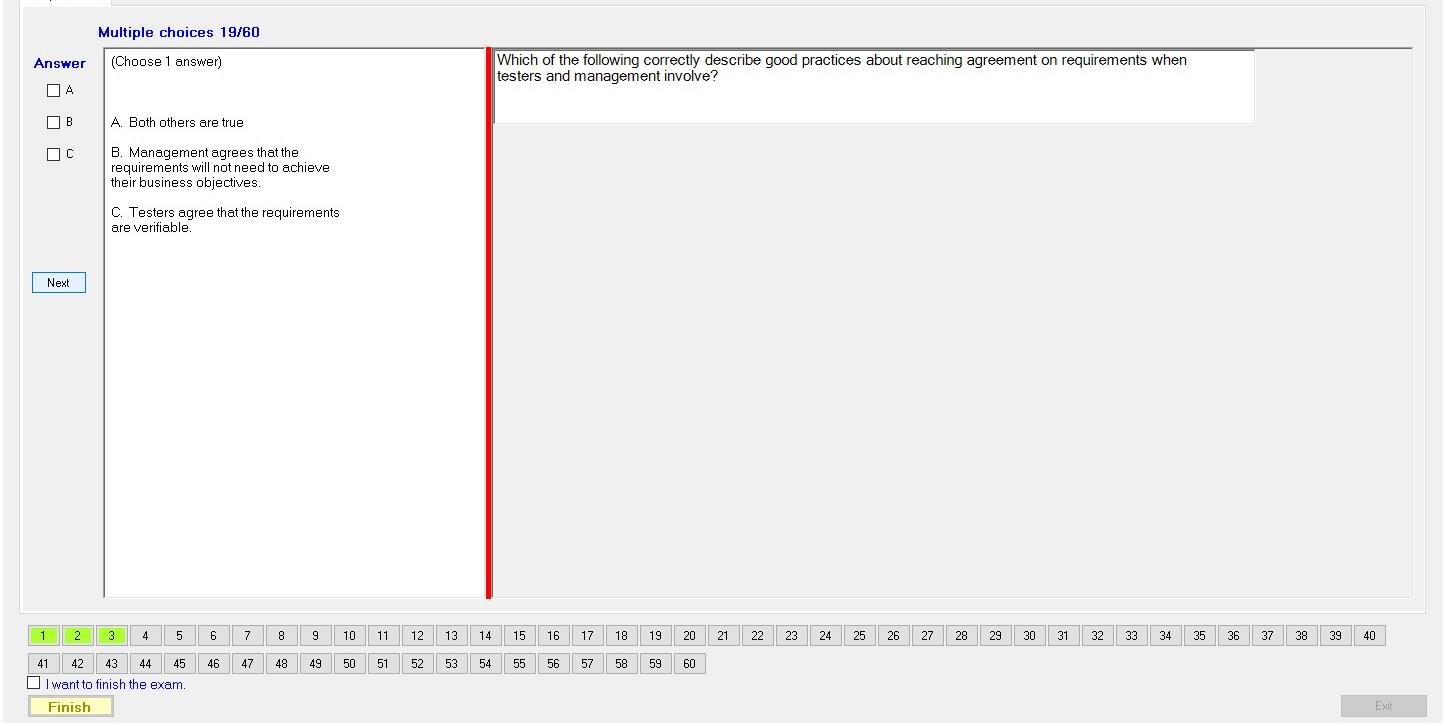 Multiple choices 19/60
Answer
A
B
C
Next
(Choose 1 answer)
A. Both others are true
B. Management agrees that the
requirements will not need to achieve
their business objectives.
C. Testers agree that the requirements
are verifiable.
Which of the following correctly describe good practices about reaching agreement on requirements when
testers and management involve?
1 2 3 4 5 6 7 8 9 10 11 12 13 14 15 16 17 18 19 20 21 22 23 24 25 26 27 28 29 30 31 32 33 34 35 36 37 38 39 40
41 42 43 44 45 46 47 48 49 50 51 52 53 54 55 56 57 58 59 60
I want to finish the exam.
Finish
Exit